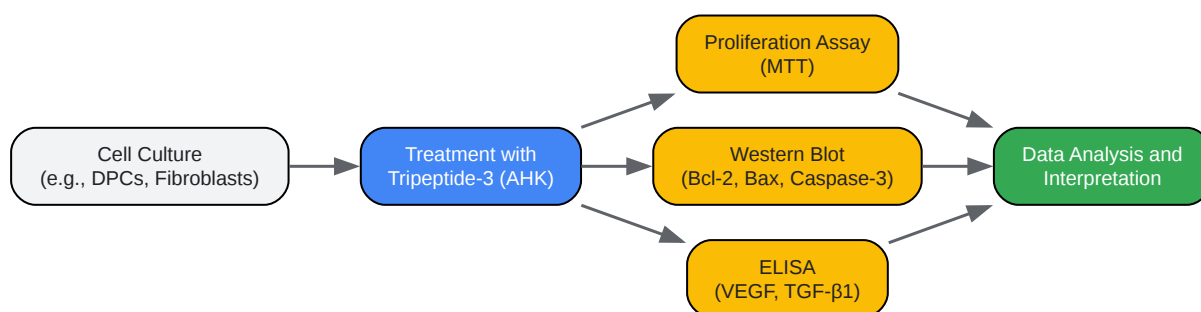 Cell Culture
(e.g., DPCs, Fibroblasts)
Treatment with
Tripeptide-3 (AHK)
Proliferation Assay
(MTT)
Western Blot
(Bcl-2, Bax, Caspase-3)
ELISA
(VEGF, TGF-β1)
Data Analysis and
Interpretation